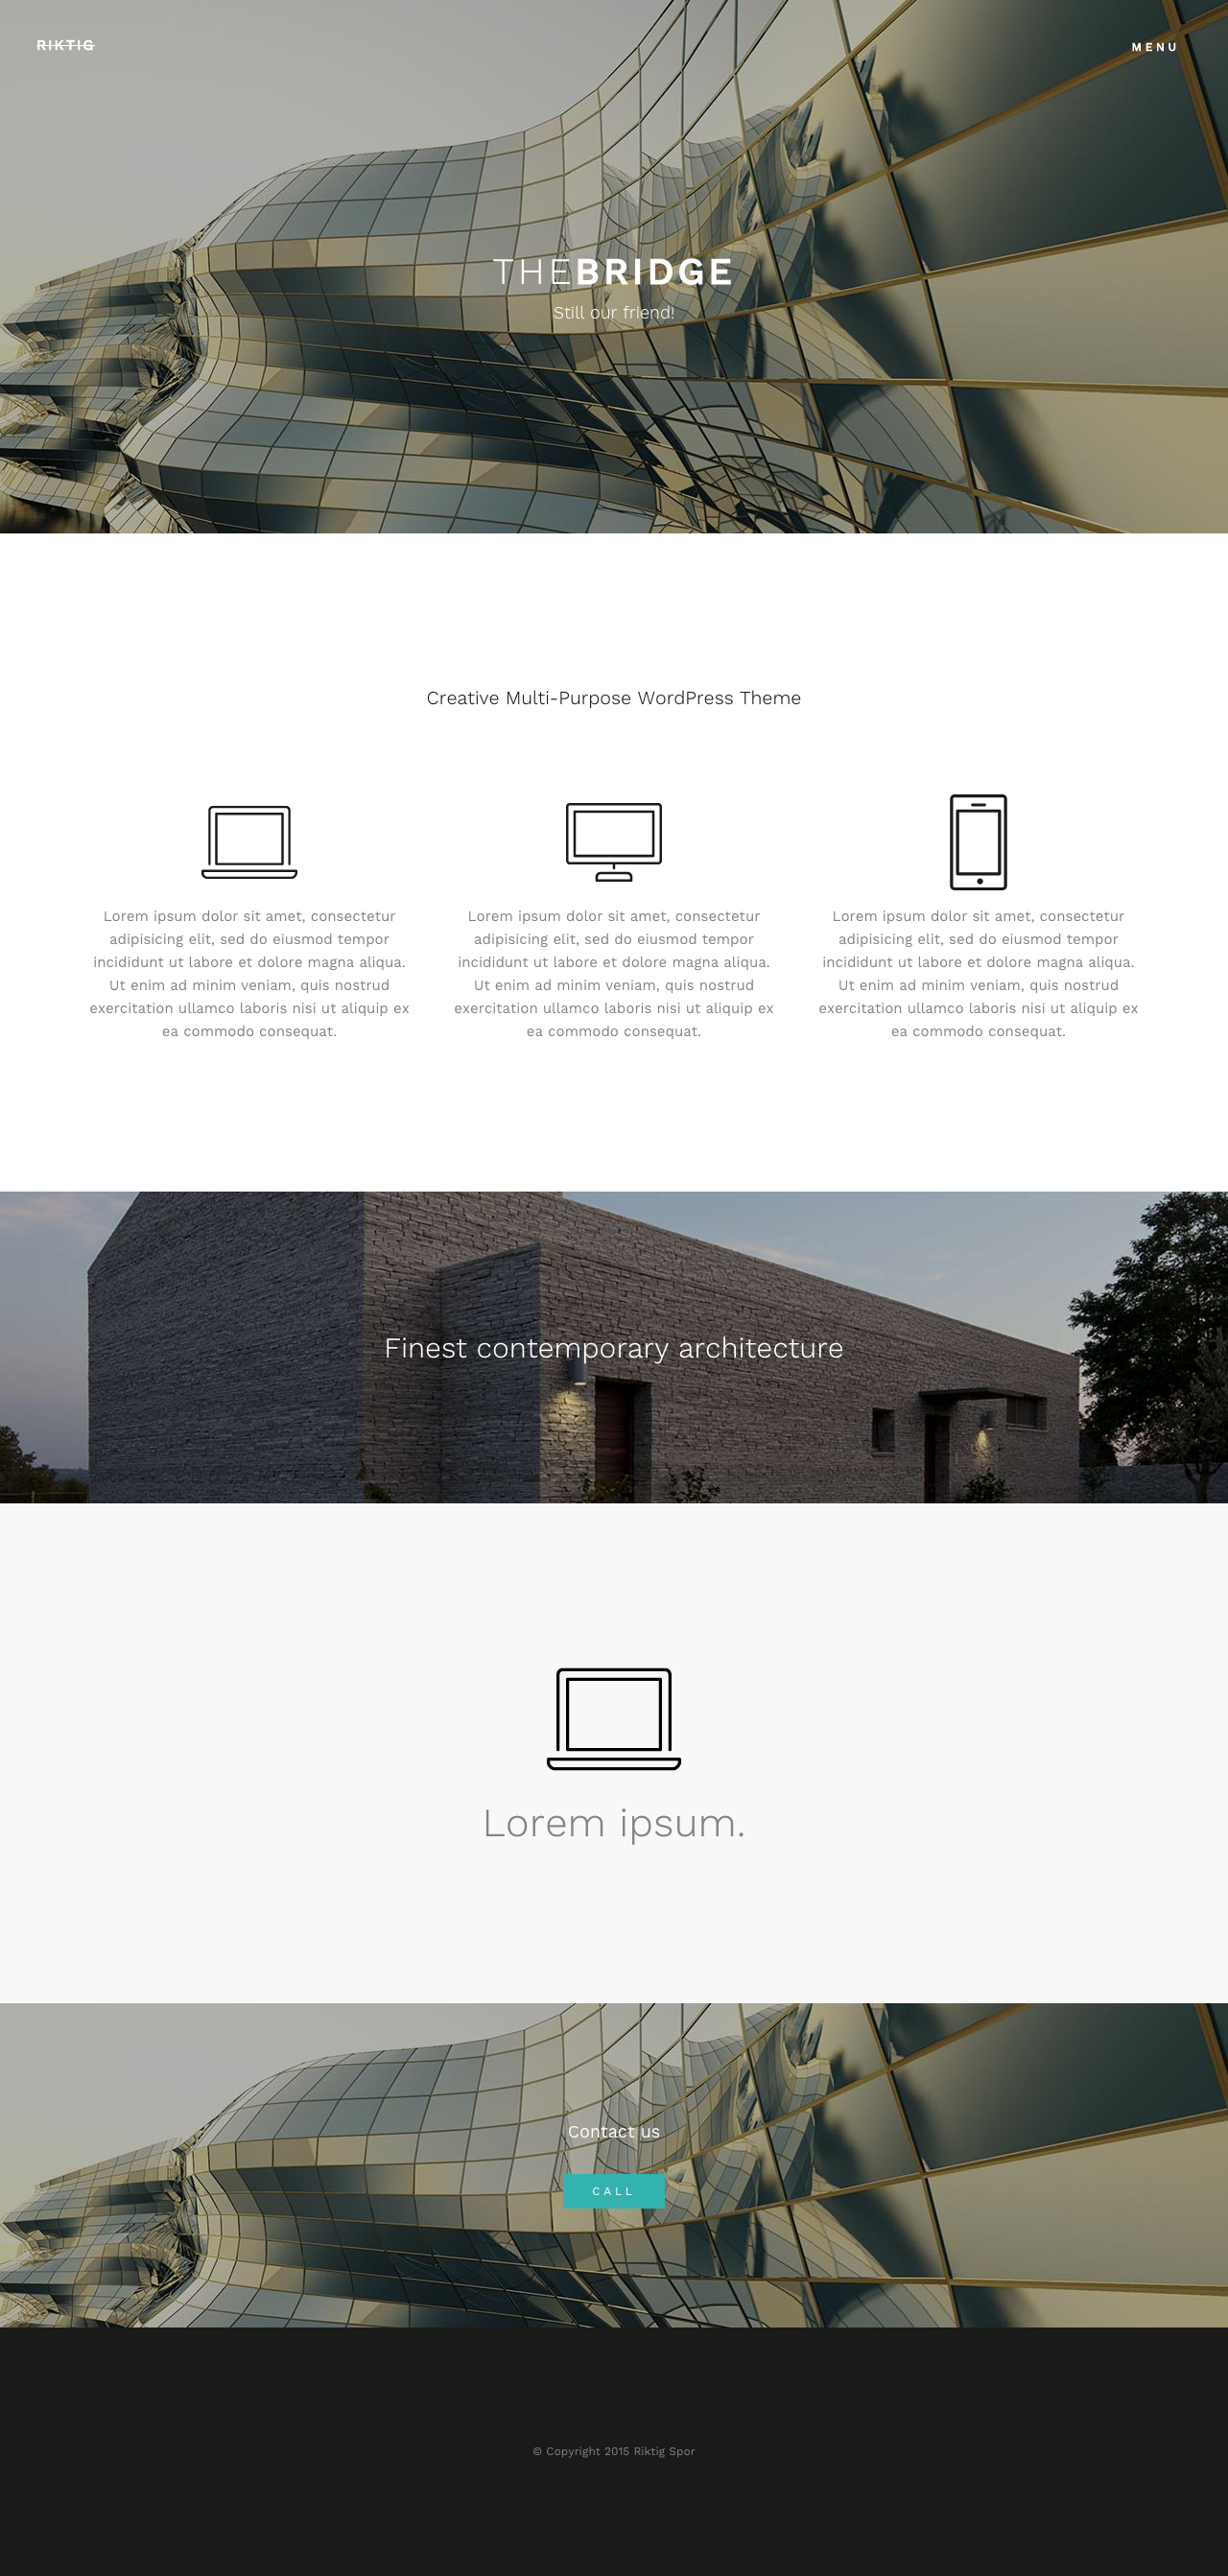 RIKTIG
MENU
THEBRIDGE
Still our friend!
Creative Multi-Purpose WordPress Theme
Lorem ipsum dolor sit amet, consectetur
adipisicing elit, sed do eiusmod tempor
incididunt ut labore et dolore magna aliqua.
Ut enim ad minim veniam, quis nostrud
exercitation ullamco laboris nisi ut aliquip ex
ea commodo consequat.
Lorem ipsum dolor sit amet, consectetur
adipisicing elit, sed do eiusmod tempor
incididunt ut labore et dolore magna aliqua.
Ut enim ad minim veniam, quis nostrud
exercitation ullamco laboris nisi ut aliquip ex
ea commodo consequat.
Lorem ipsum dolor sit amet, consectetur
adipisicing elit, sed do eiusmod tempor
incididunt ut labore et dolore magna aliqua.
Ut enim ad minim veniam, quis nostrud
exercitation ullamco laboris nisi ut aliquip ex
ea commodo consequat.
Finest contemporary architecture
Lorem ipsum.
Contact us
CALL
© Copyright 2015 Riktig Spor